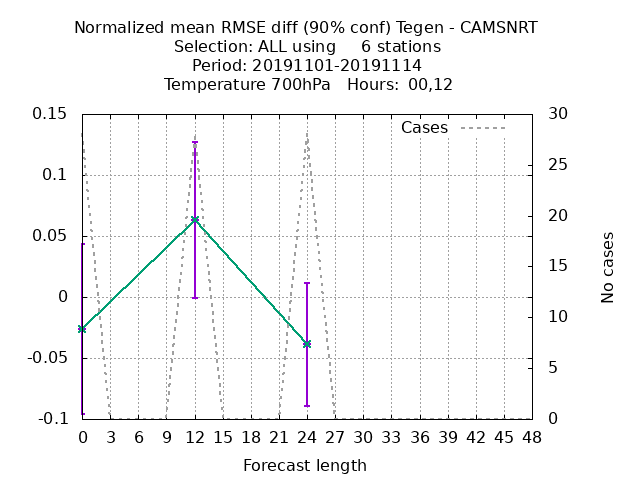 Normalized mean RMSE diff (90% conf) Tegen - CAMSNRT
Selection: ALL using     6 stations
Period: 20191101-20191114
Temperature 700hPa   Hours:  00,12
Cases
0.15
0.1
0.05
0
-0.05
-0.1
30
25
20
15
10
5
0
No cases
0 3 6 9 12 15 18 21 24 27 30 33 36 39 42 45 48
Forecast length